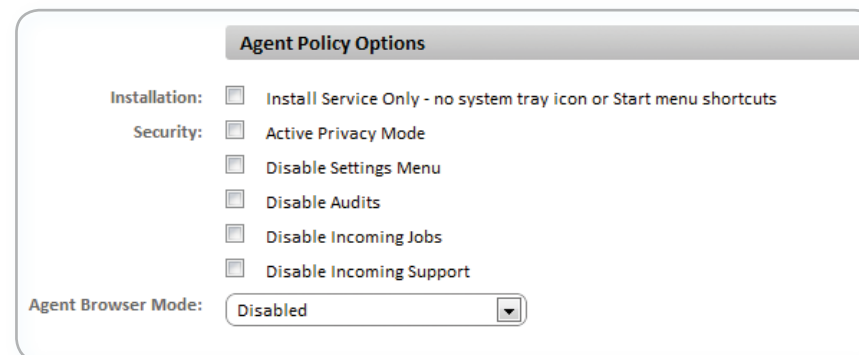 Agent Policy Options
Installation: Install Service Only - no system tray icon or Start menu shortcuts
Security: Active Privacy Mode
Disable Settings Menu
Disable Audits
Disable Incoming Jobs
Disable Incoming Support
Agent Browser Mode: Disabled